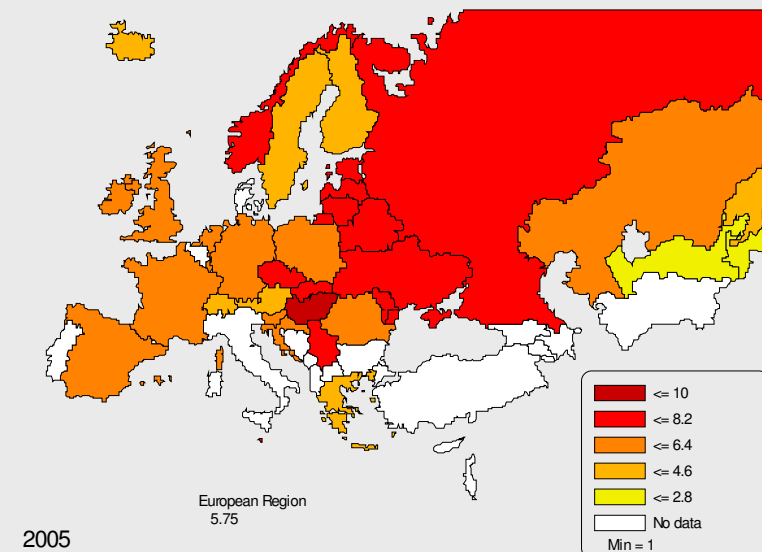 <= 10
<= 8.2
<= 6.4
<= 4.6
<= 2.8
No data
Min = 1
European Region
5.75
2005